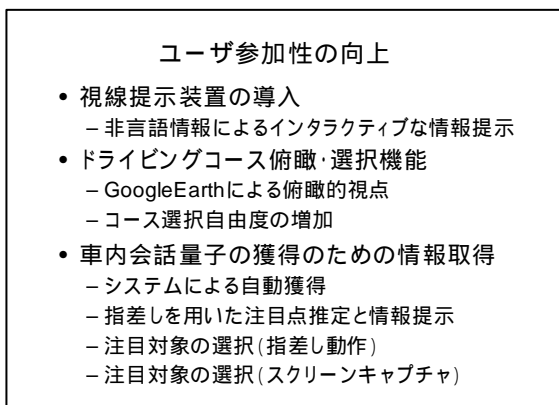 ユーザ参加性の向上
• 視線提示装置の導入
– 非言語情報によるインタラクティブな情報提示
• ドライビングコース俯瞰・選択機能
– GoogleEarthによる俯瞰的視点
– コース選択自由度の増加
• 車内会話量子の獲得のための情報取得
– システムによる自動獲得
– 指差しを用いた注目点推定と情報提示
– 注目対象の選択(指差し動作)
– 注目対象の選択(スクリーンキャプチャ)